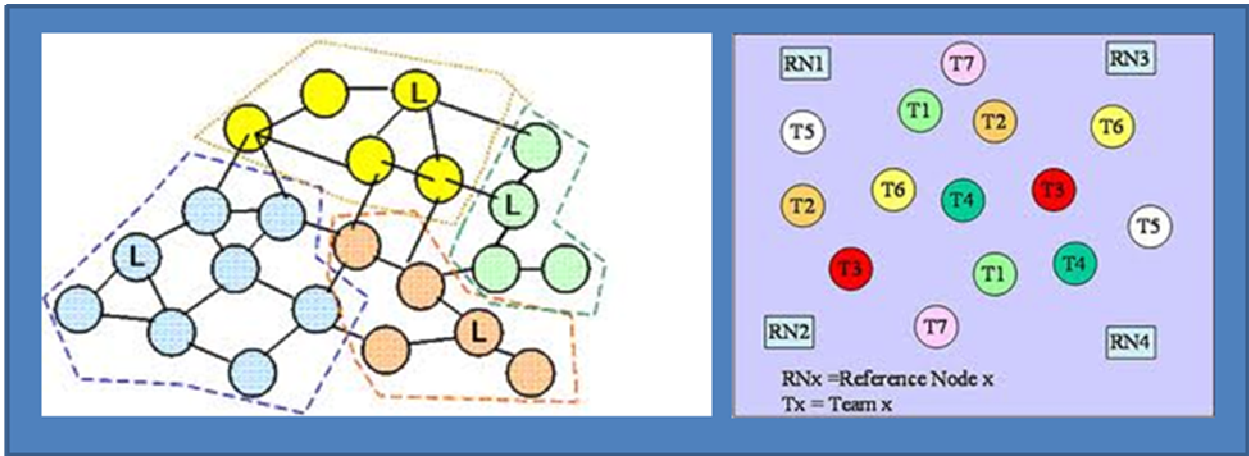 L
L
L
L
RN1
T7
RN3
T1
T2
T6
T5
T6
T4
T3
T2
T5
T3
T1
T4
RN2
T7
RN4
RNx =Reference Node x
Tx = Team x